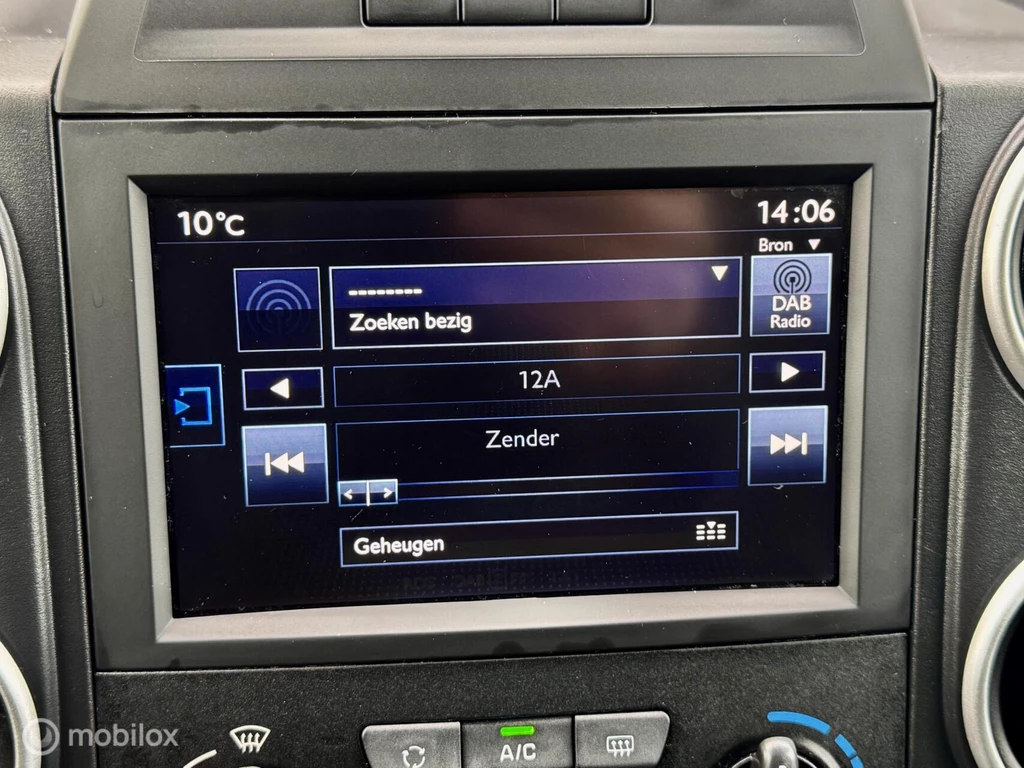 10°C
14:06
Bron
--------
Zoeken bezig
DAB
Radio
12A
Zender
Geheugen
A/C
mobilox